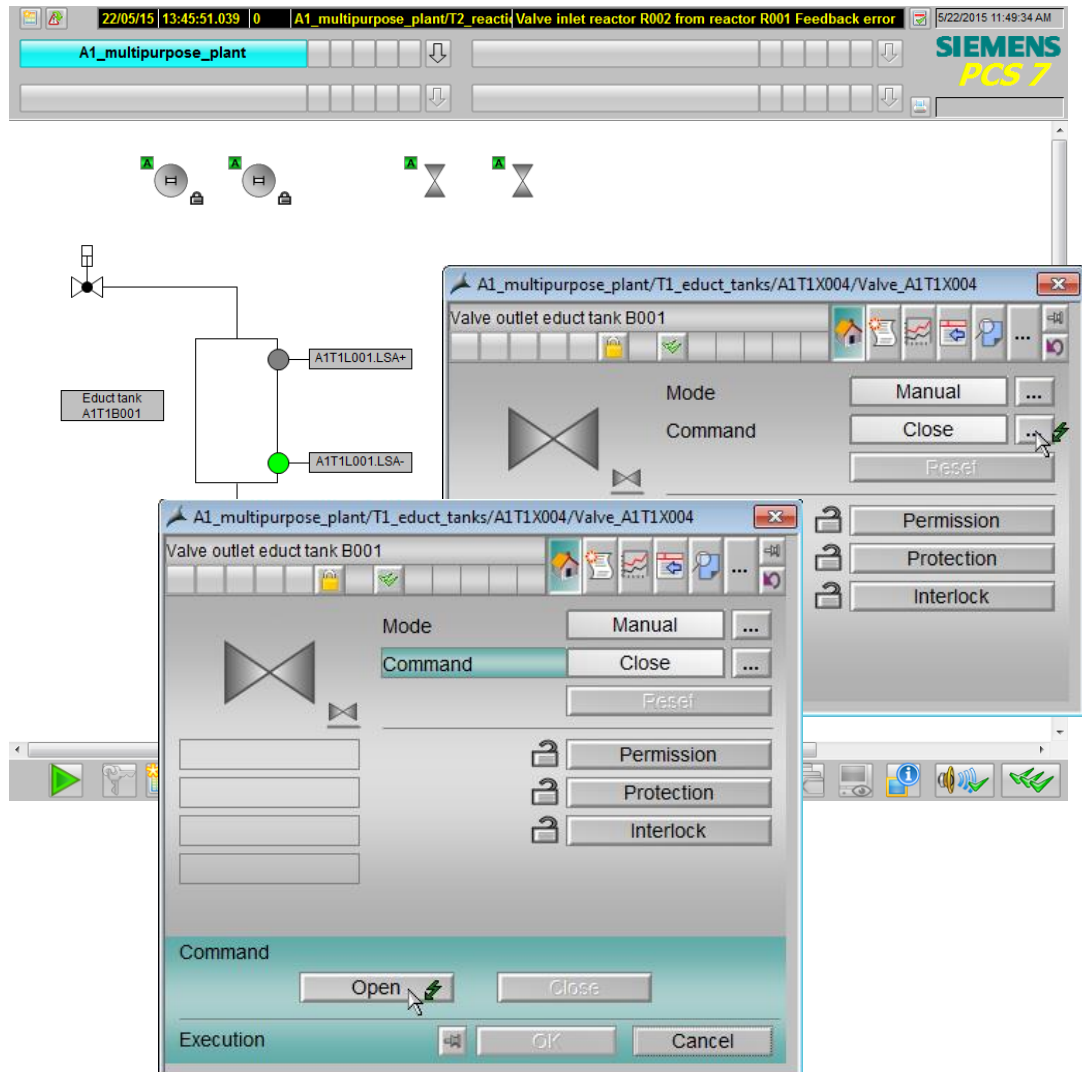 22/05/15 13:45:51.039 0 A1_multipurpose_plant/T2_reacti Valve inlet reactor R002 from reactor R001 Feedback error 5/22/2015 11:49:34 AM
A1_multipurpose_plant
SIEMENS
PCS 7
A
A
A
A
A1T1L001.LSA+
Educt tank
A1T1B001
A1T1L001.LSA-
A1_multipurpose_plant/T1_educt_tanks/A1T1X004/Valve_A1T1X004
Valve outlet educt tank B001
...
Mode Manual ...
Command Close ...
Reset
Permission
Protection
Interlock
A1_multipurpose_plant/T1_educt_tanks/A1T1X004/Valve_A1T1X004
Valve outlet educt tank B001
...
Mode Manual ...
Command Close ...
Reset
Permission
Protection
Interlock
Command
Open Close
Execution OK Cancel